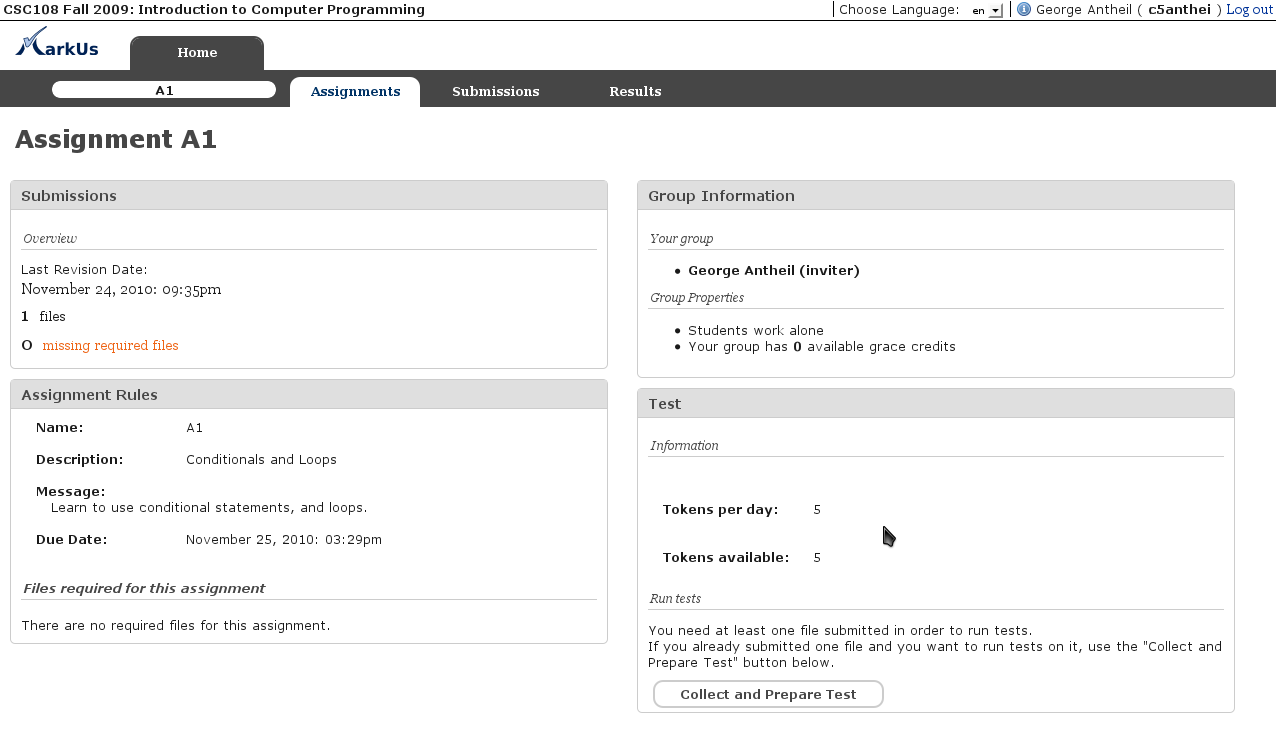 CSC108 Fall 2009: Introduction to Computer Programming
Choose Language: en
George Antheil ( c5anthei ) Log out
MarkUs
Home
A1
Assignments
Submissions
Results
Assignment A1
Submissions
Overview
Last Revision Date:
November 24, 2010: 09:35pm
1 files
0 missing required files
Assignment Rules
Name: A1
Description: Conditionals and Loops
Message:
Learn to use conditional statements, and loops.
Due Date: November 25, 2010: 03:29pm
Files required for this assignment
There are no required files for this assignment.
Group Information
Your group
• George Antheil (inviter)
Group Properties
• Students work alone
• Your group has 0 available grace credits
Test
Information
Tokens per day: 5
Tokens available: 5
Run tests
You need at least one file submitted in order to run tests.
If you already submitted one file and you want to run tests on it, use the "Collect and
Prepare Test" button below.
Collect and Prepare Test